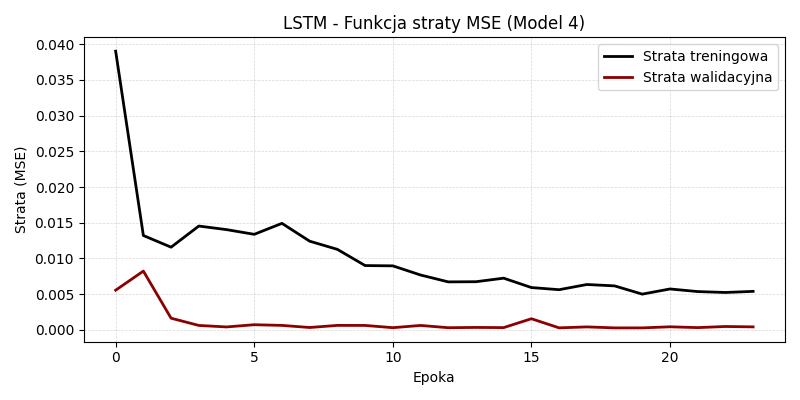 LSTM - Funkcja straty MSE (Model 4)
Strata treningowa
Strata walidacyjna
Strata (MSE)
0.040
0.035
0.030
0.025
0.020
0.015
0.010
0.005
0.000
0 5 10 15 20
Epoka